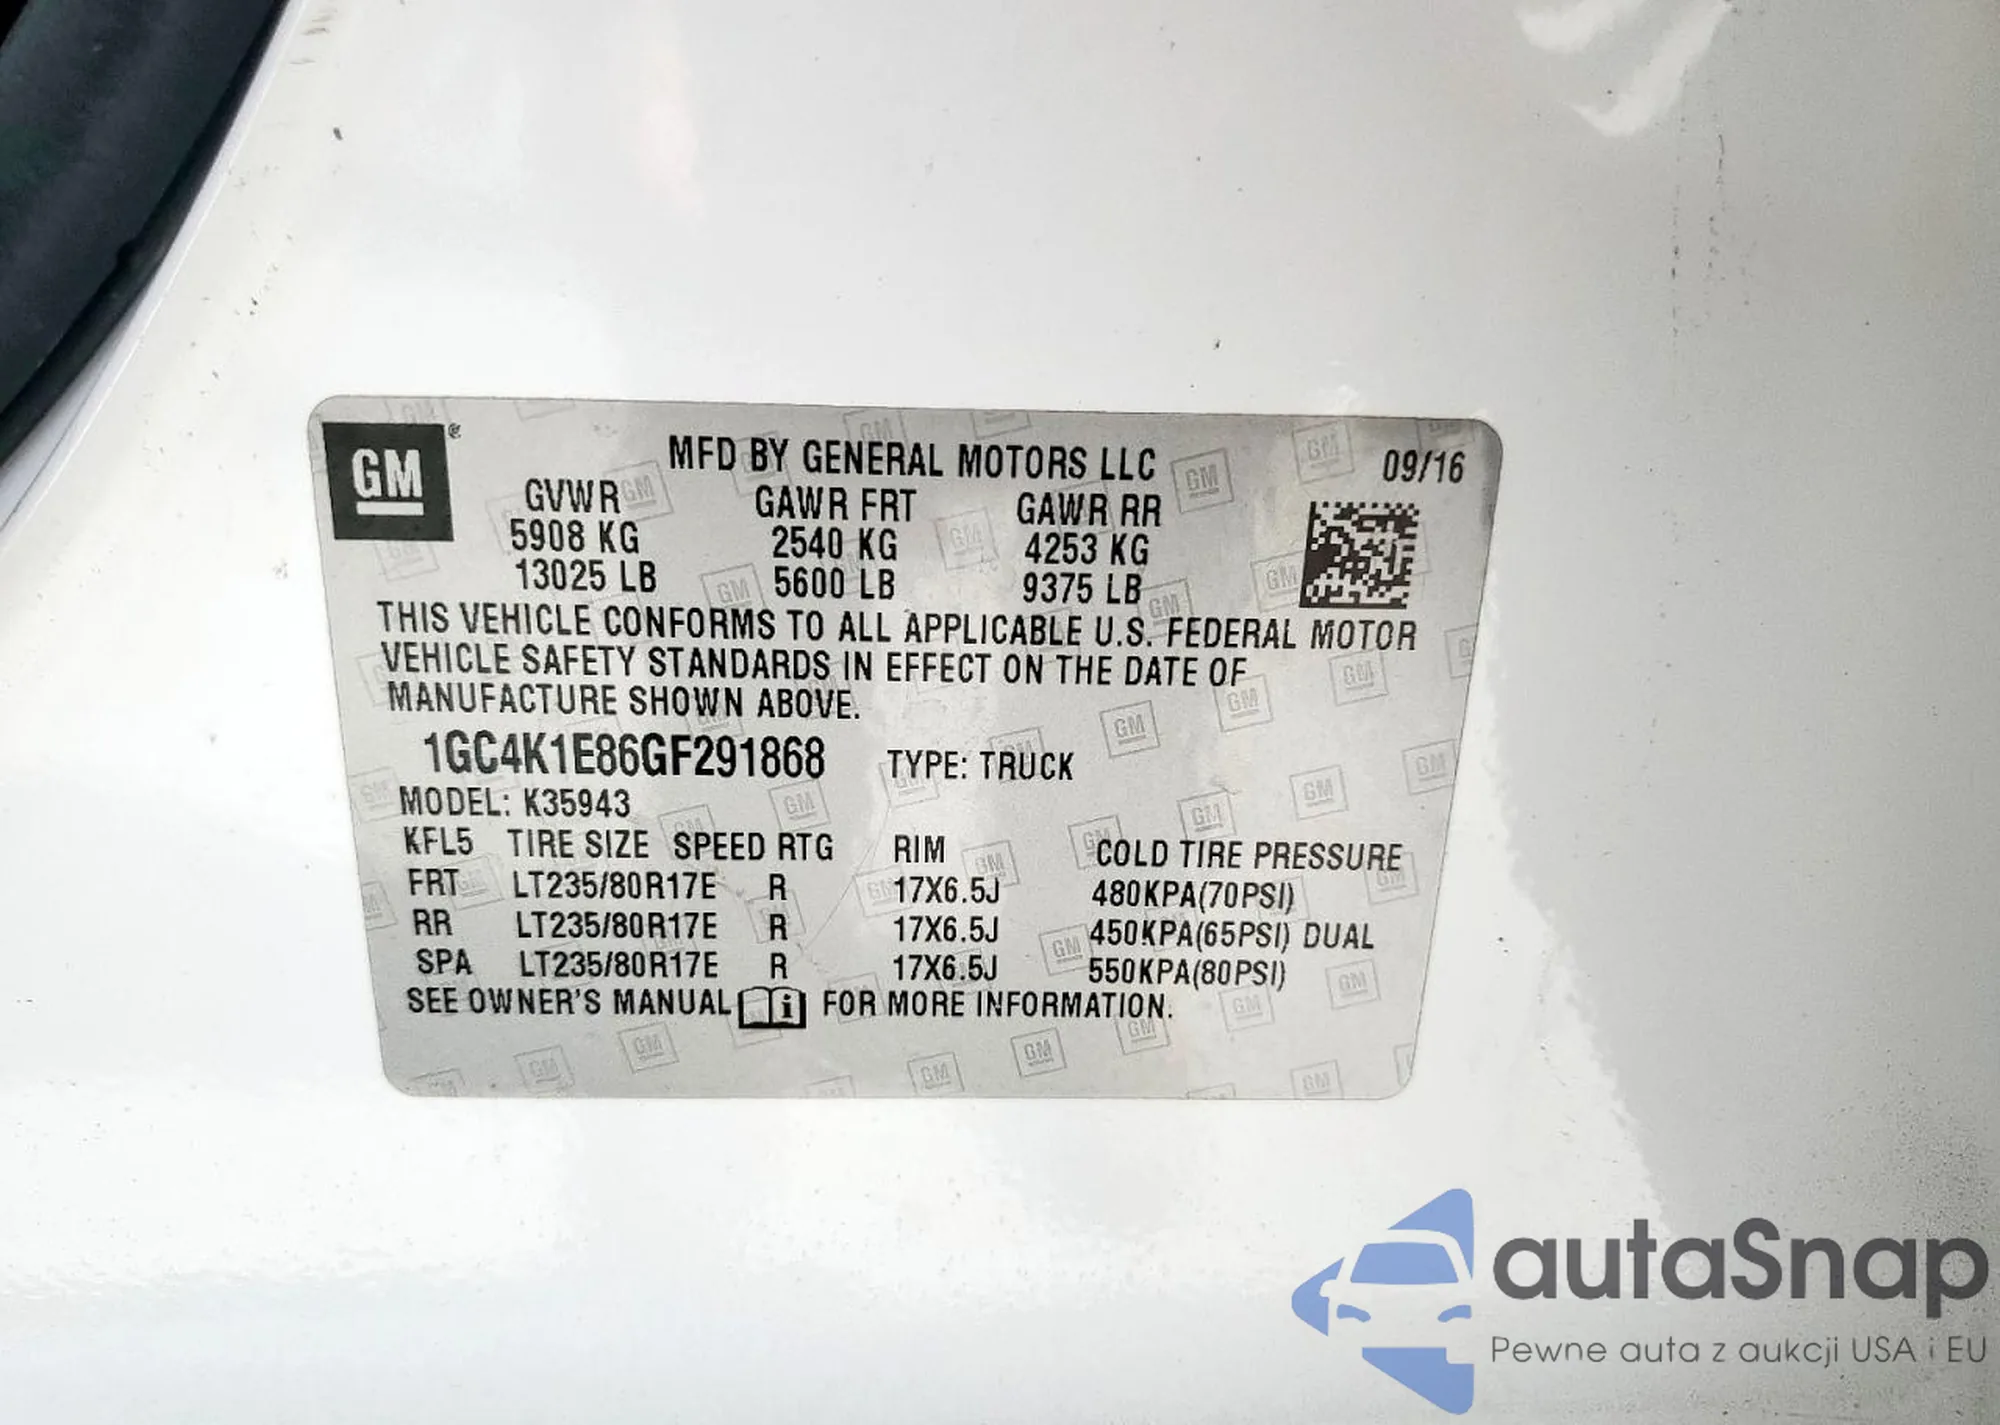 GM ®
MFD BY GENERAL MOTORS LLC 09/16
GVWR GAWR FRT GAWR RR
5908 KG 2540 KG 4253 KG
13025 LB 5600 LB 9375 LB
THIS VEHICLE CONFORMS TO ALL APPLICABLE U.S. FEDERAL MOTOR
VEHICLE SAFETY STANDARDS IN EFFECT ON THE DATE OF
MANUFACTURE SHOWN ABOVE.
1GC4K1E86GF291868 TYPE: TRUCK
MODEL: K35943
KFL5 TIRE SIZE SPEED RTG RIM COLD TIRE PRESSURE
FRT LT235/80R17E R 17X6.5J 480KPA(70PSI)
RR LT235/80R17E R 17X6.5J 450KPA(65PSI) DUAL
SPA LT235/80R17E R 17X6.5J 550KPA(80PSI)
SEE OWNER'S MANUAL i FOR MORE INFORMATION.
autaSnap
Pewne auta z aukcji USA i EU